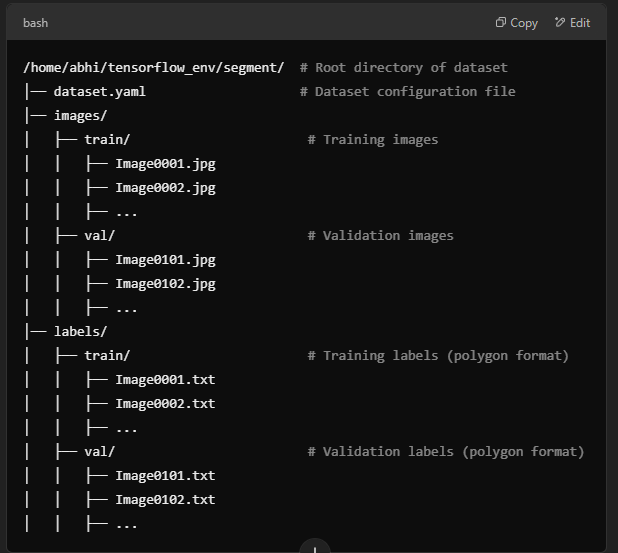 bash
Copy Edit
/home/abhi/tensorflow_env/segment/  # Root directory of dataset
│── dataset.yaml                    # Dataset configuration file
│── images/
│   ├── train/                       # Training images
│   │   ├── Image0001.jpg
│   │   ├── Image0002.jpg
│   │   ├── ...
│   ├── val/                         # Validation images
│   │   ├── Image0101.jpg
│   │   ├── Image0102.jpg
│   │   ├── ...
│── labels/
│   ├── train/                       # Training labels (polygon format)
│   │   ├── Image0001.txt
│   │   ├── Image0002.txt
│   │   ├── ...
│   ├── val/                         # Validation labels (polygon format)
│   │   ├── Image0101.txt
│   │   ├── Image0102.txt
│   │   ├── ...